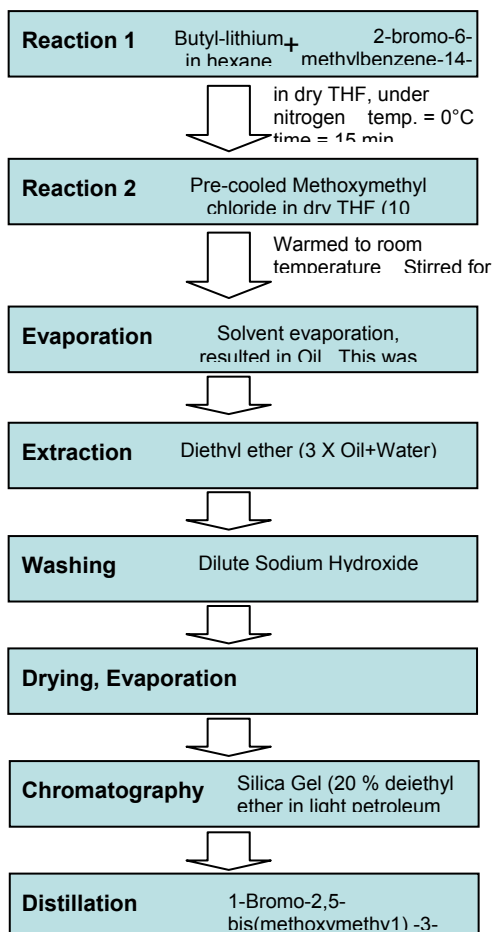 Reaction 1 Butyl-lithium + 2-bromo-6-
in hexane methylbenzene-14-
in dry THF, under
nitrogen temp. = 0°C
time = 15 min
Reaction 2 Pre-cooled Methoxymethyl
chloride in dry THF (10
Warmed to room
temperature Stirred for
Evaporation Solvent evaporation,
resulted in Oil This was
Extraction Diethyl ether (3 X Oil+Water)
Washing Dilute Sodium Hydroxide
Drying, Evaporation
Chromatography Silica Gel (20 % deiethyl
ether in light petroleum
Distillation 1-Bromo-2,5-
bis(methoxymethy1) -3-